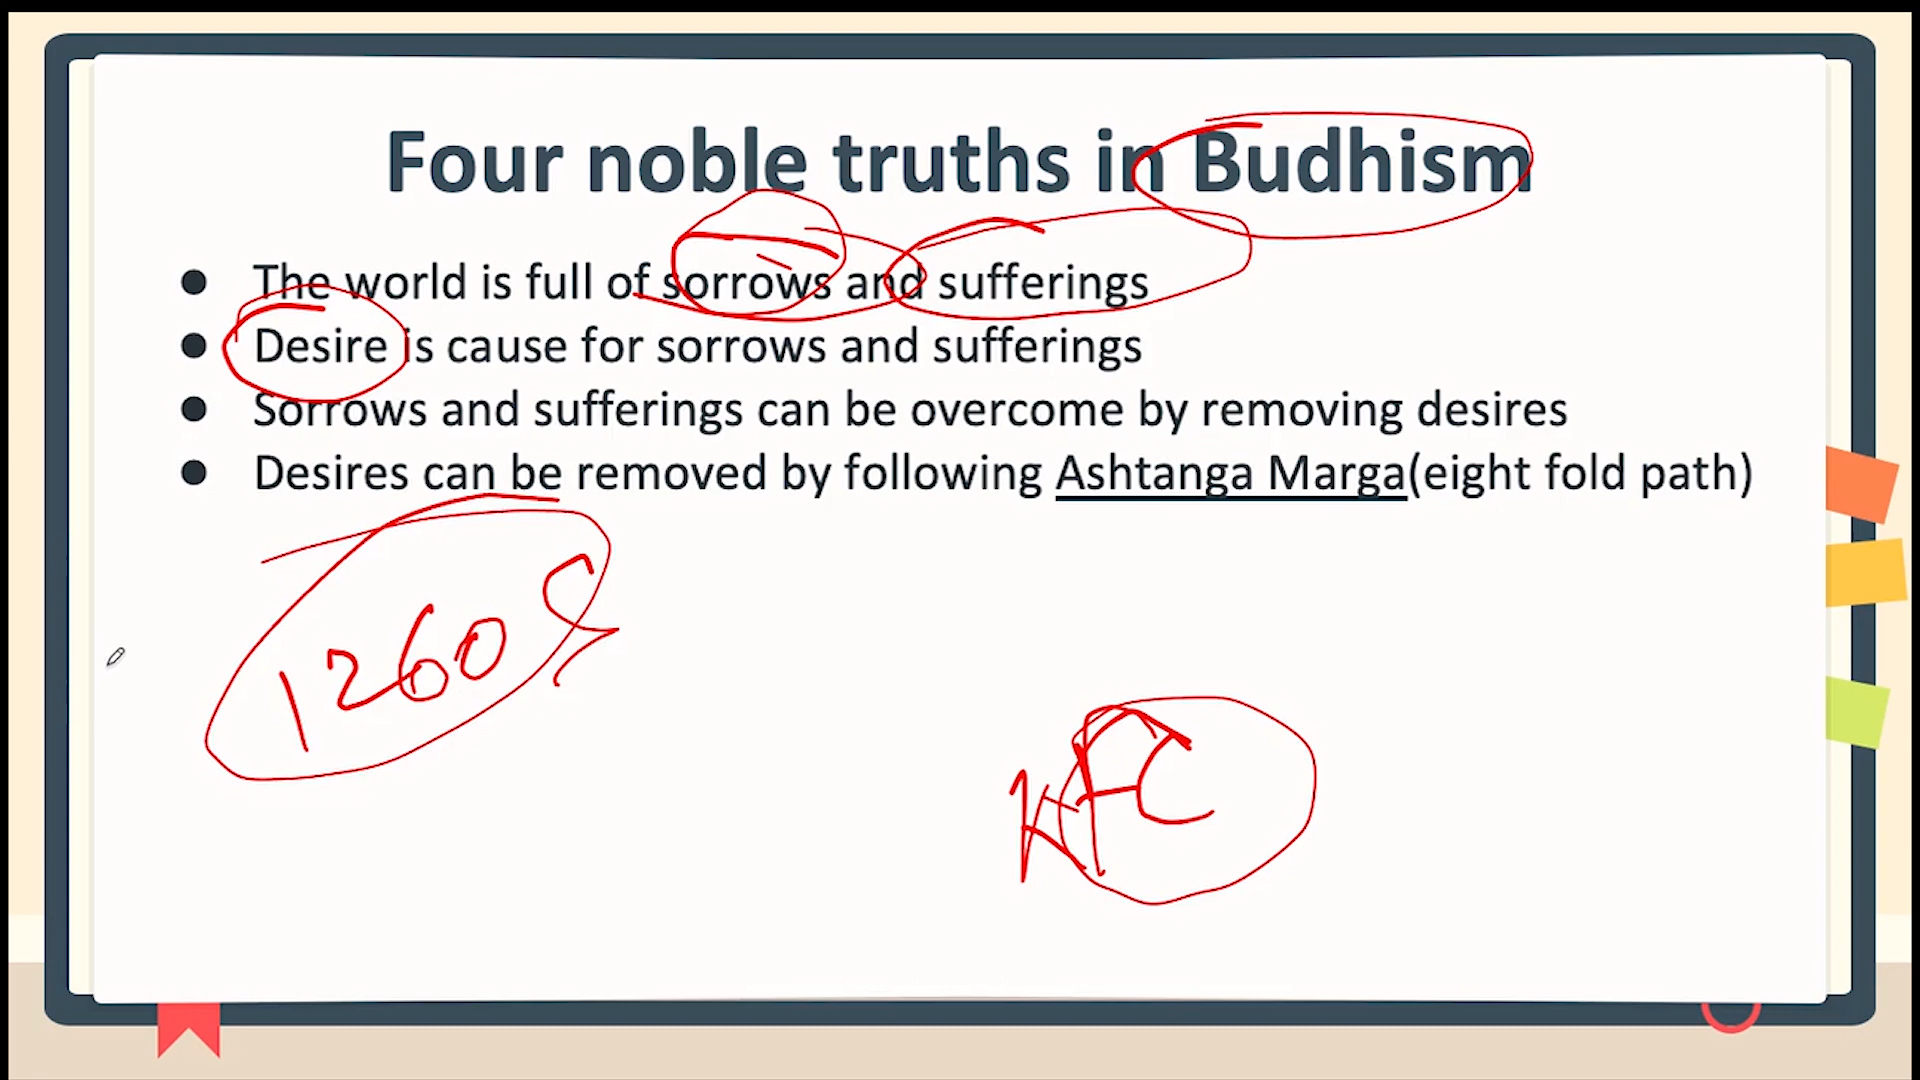 Four noble truths in Budhism
● The world is full of sorrows and sufferings
● Desire is cause for sorrows and sufferings
● Sorrows and sufferings can be overcome by removing desires
● Desires can be removed by following Ashtanga Marga(eight fold path)
1260
KFC